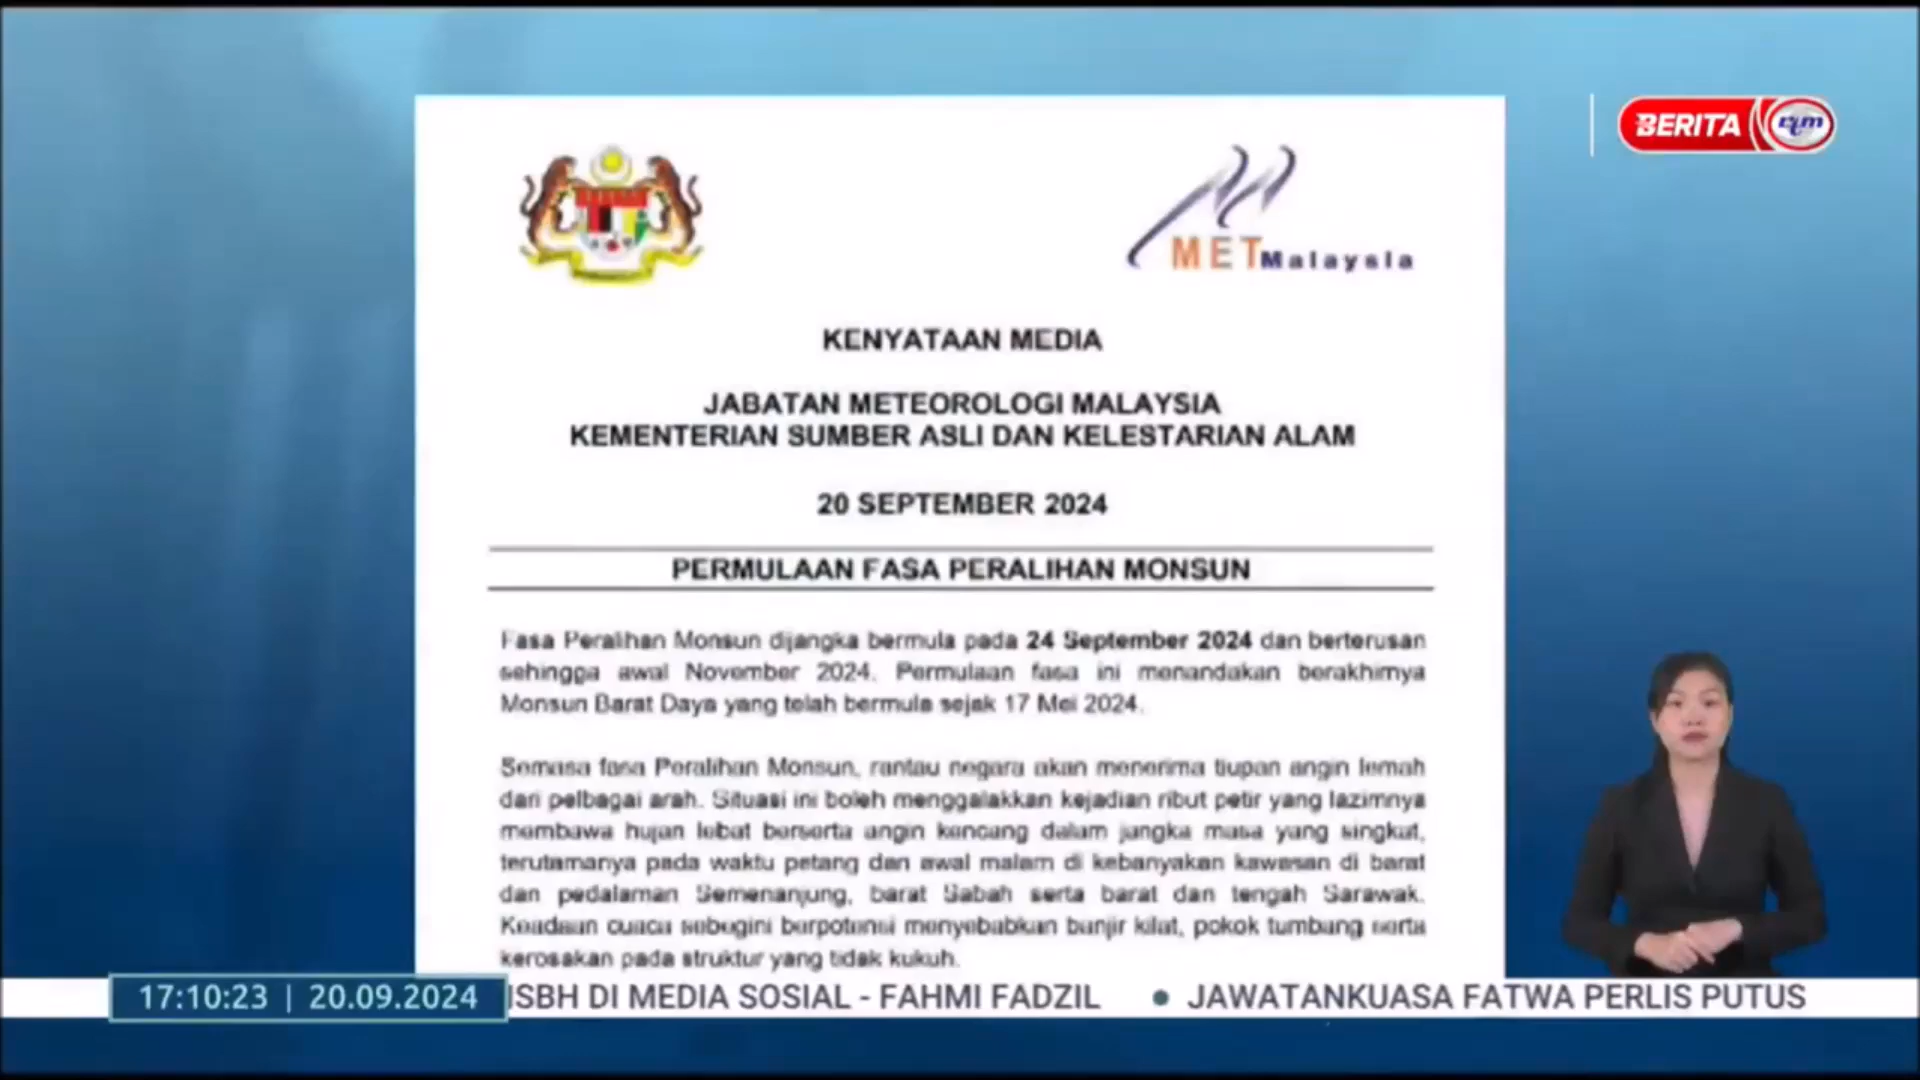 BERITA rtm
MET Malaysia
KENYATAAN MEDIA
JABATAN METEOROLOGI MALAYSIA
KEMENTERIAN SUMBER ASLI DAN KELESTARIAN ALAM
20 SEPTEMBER 2024
PERMULAAN FASA PERALIHAN MONSUN
Fasa Peralihan Monsun dijangka bermula pada 24 September 2024 dan berterusan
sehingga awal November 2024. Permulaan fasa ini menandakan berakhirnya
Monsun Barat Daya yang telah bermula sejak 17 Mei 2024.
Semasa fasa Peralihan Monsun, rantau negara akan menerima tiupan angin lemah
dari pelbagai arah. Situasi ini boleh menggalakkan kejadian ribut petir yang lazimnya
membawa hujan lebat berserta angin kencang dalam jangka masa yang singkat,
terutamanya pada waktu petang dan awal malam di kebanyakan kawasan di barat
dan pedalaman Semenanjung, barat Sabah serta barat dan tengah Sarawak.
Keadaan cuaca sebegini berpotensi menyebabkan banjir kilat, pokok tumbang serta
kerosakan pada struktur yang tidak kukuh.
17:10:23 | 20.09.2024 ISBH DI MEDIA SOSIAL - FAHMI FADZIL • JAWATANKUASA FATWA PERLIS PUTUS